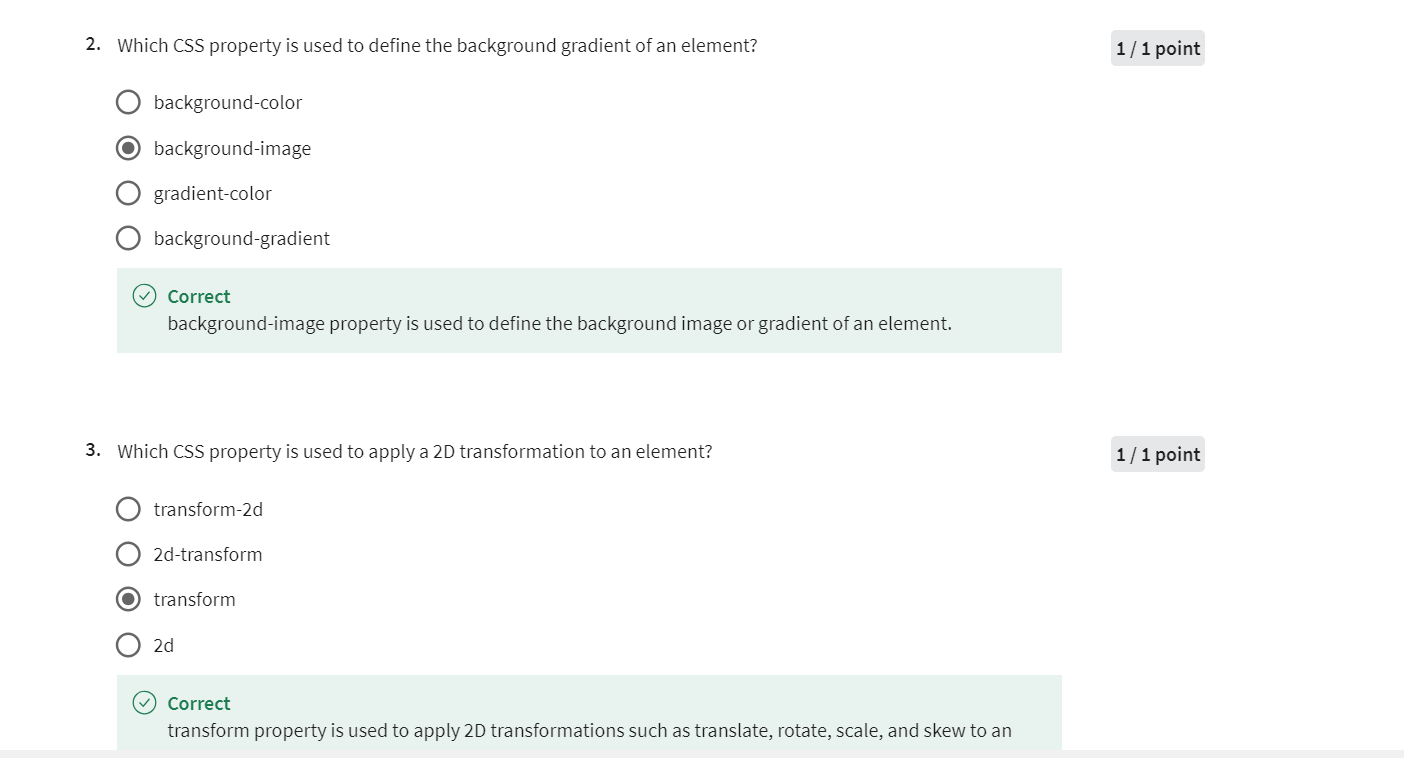 2. Which CSS property is used to define the background gradient of an element?
1 / 1 point
background-color
background-image
gradient-color
background-gradient
Correct
background-image property is used to define the background image or gradient of an element.
3. Which CSS property is used to apply a 2D transformation to an element?
1 / 1 point
transform-2d
2d-transform
transform
2d
Correct
transform property is used to apply 2D transformations such as translate, rotate, scale, and skew to an